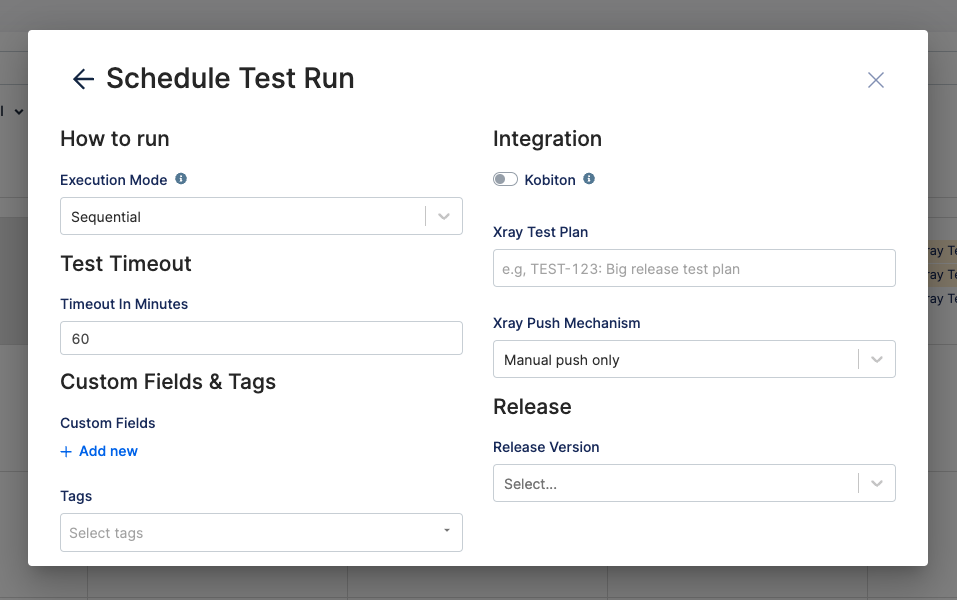 Schedule Test Run
How to run
Execution Mode
Sequential
Test Timeout
Timeout In Minutes
60
Custom Fields & Tags
Custom Fields
+ Add new
Tags
Select tags
Integration
Kobiton
Xray Test Plan
e.g, TEST-123: Big release test plan
Xray Push Mechanism
Manual push only
Release
Release Version
Select...